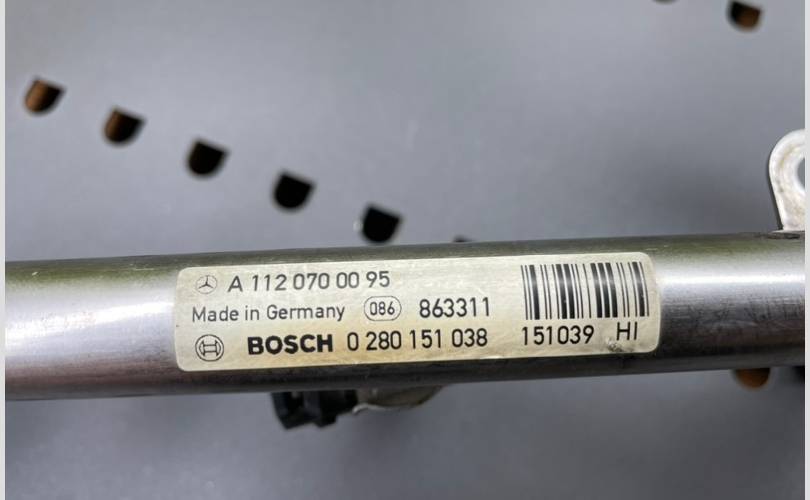 A 112 070 00 95
Made in Germany 086 863311
BOSCH 0 280 151 038 151039 HI